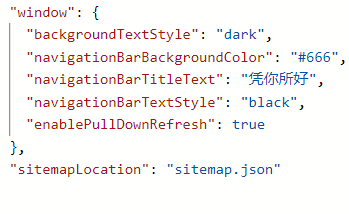 "window": {
"backgroundTextStyle": "dark",
"navigationBarBackgroundColor": "#666",
"navigationBarTitleText": "凭你所好",
"navigationBarTextStyle": "black",
"enablePullDownRefresh": true
},
"sitemapLocation": "sitemap.json"